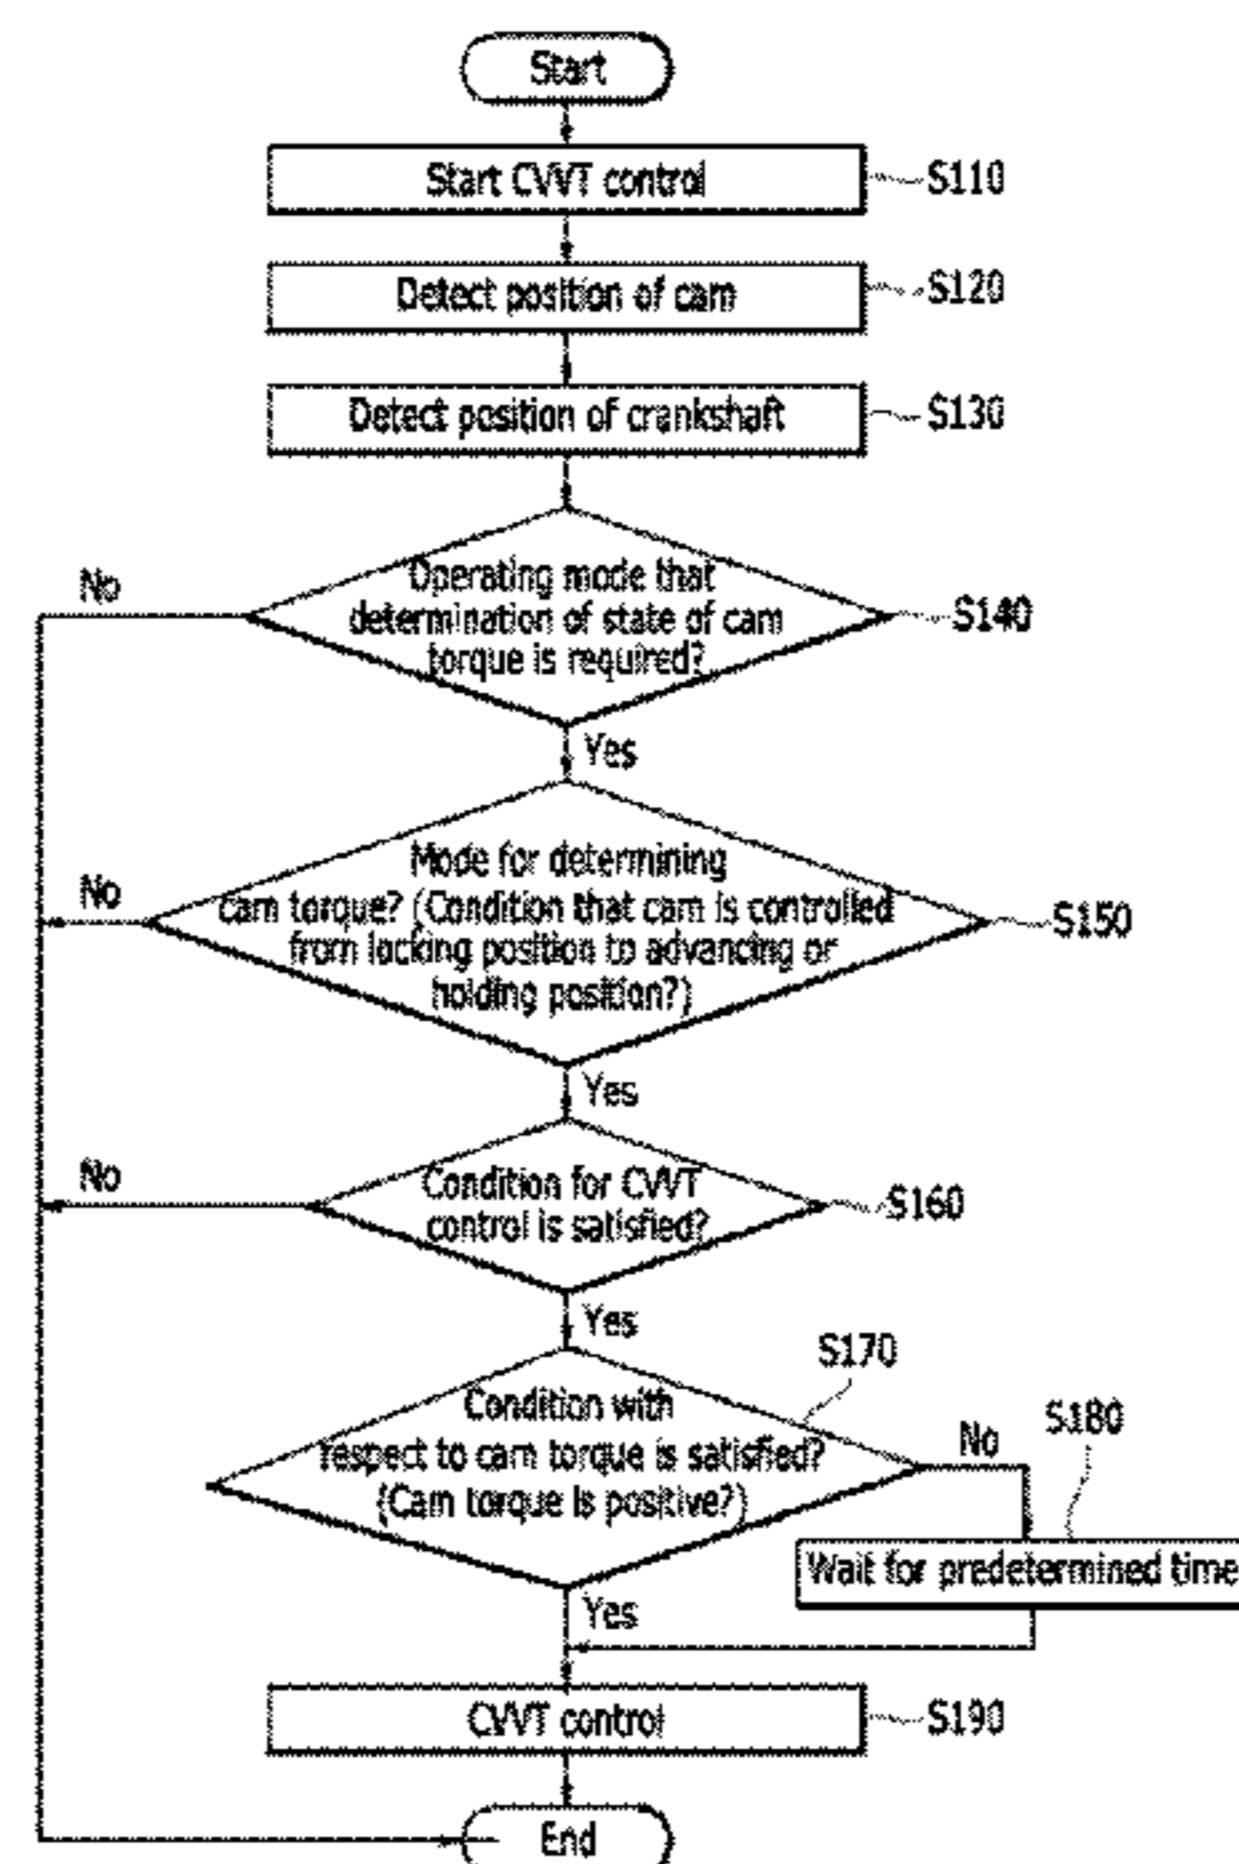 Start
Start CVVT control
S110
Detect position of cam
S120
Detect position of crankshaft
S130
Operating mode that
determination of state of cam
torque is required?
S140
No
Yes
Mode for determining
cam torque? (Condition that cam is controlled
from locking position to advancing or
holding position?)
S150
No
Yes
Condition for CVVT
control is satisfied?
S160
No
Yes
S170
Condition with
respect to cam torque is satisfied?
(Cam torque is positive?)
No
S180
Wait for predetermined time
Yes
CVVT control
S190
End